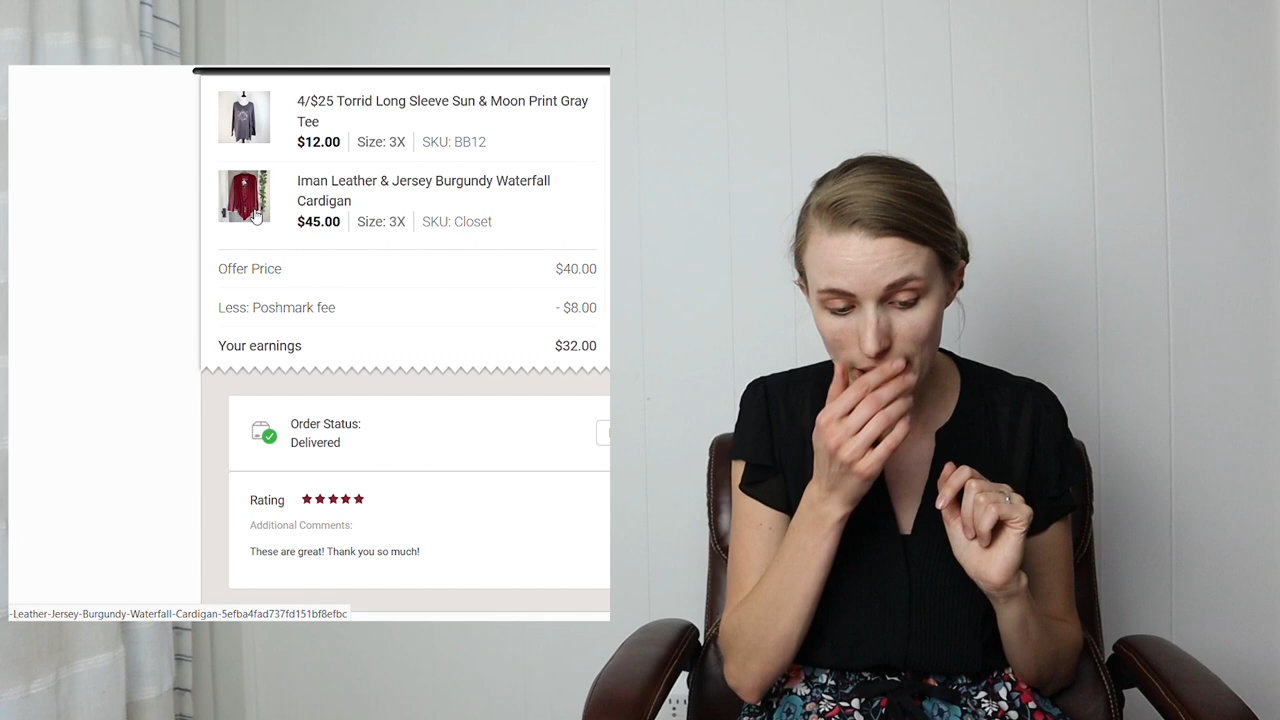 4/$25 Torrid Long Sleeve Sun & Moon Print Gray
Tee
$12.00 Size: 3X SKU: BB12
Iman Leather & Jersey Burgundy Waterfall
Cardigan
$45.00 Size: 3X SKU: Closet
Offer Price $40.00
Less: Poshmark fee - $8.00
Your earnings $32.00
Order Status:
Delivered
Rating
Additional Comments:
These are great! Thank you so much!
-Leather-Jersey-Burgundy-Waterfall-Cardigan-5efba4fad737fd151bf8efbc